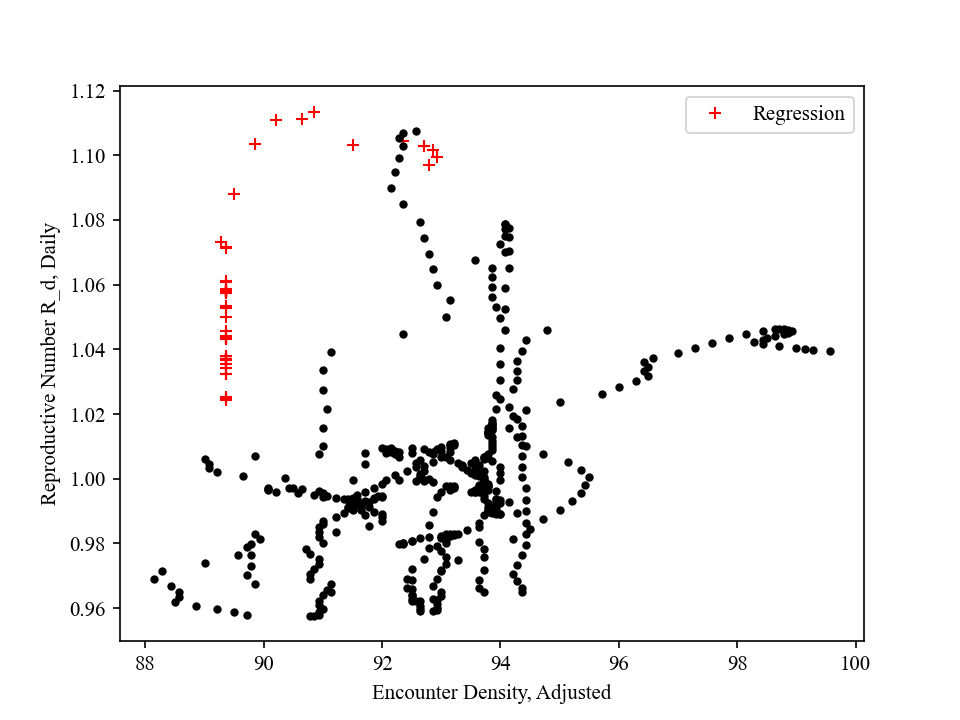 1.12
Regression
1.10
1.08
1.06
1.04
1.02
1.00
0.98
0.96
Reproductive Number R_d, Daily
88 90 92 94 96 98 100
Encounter Density, Adjusted